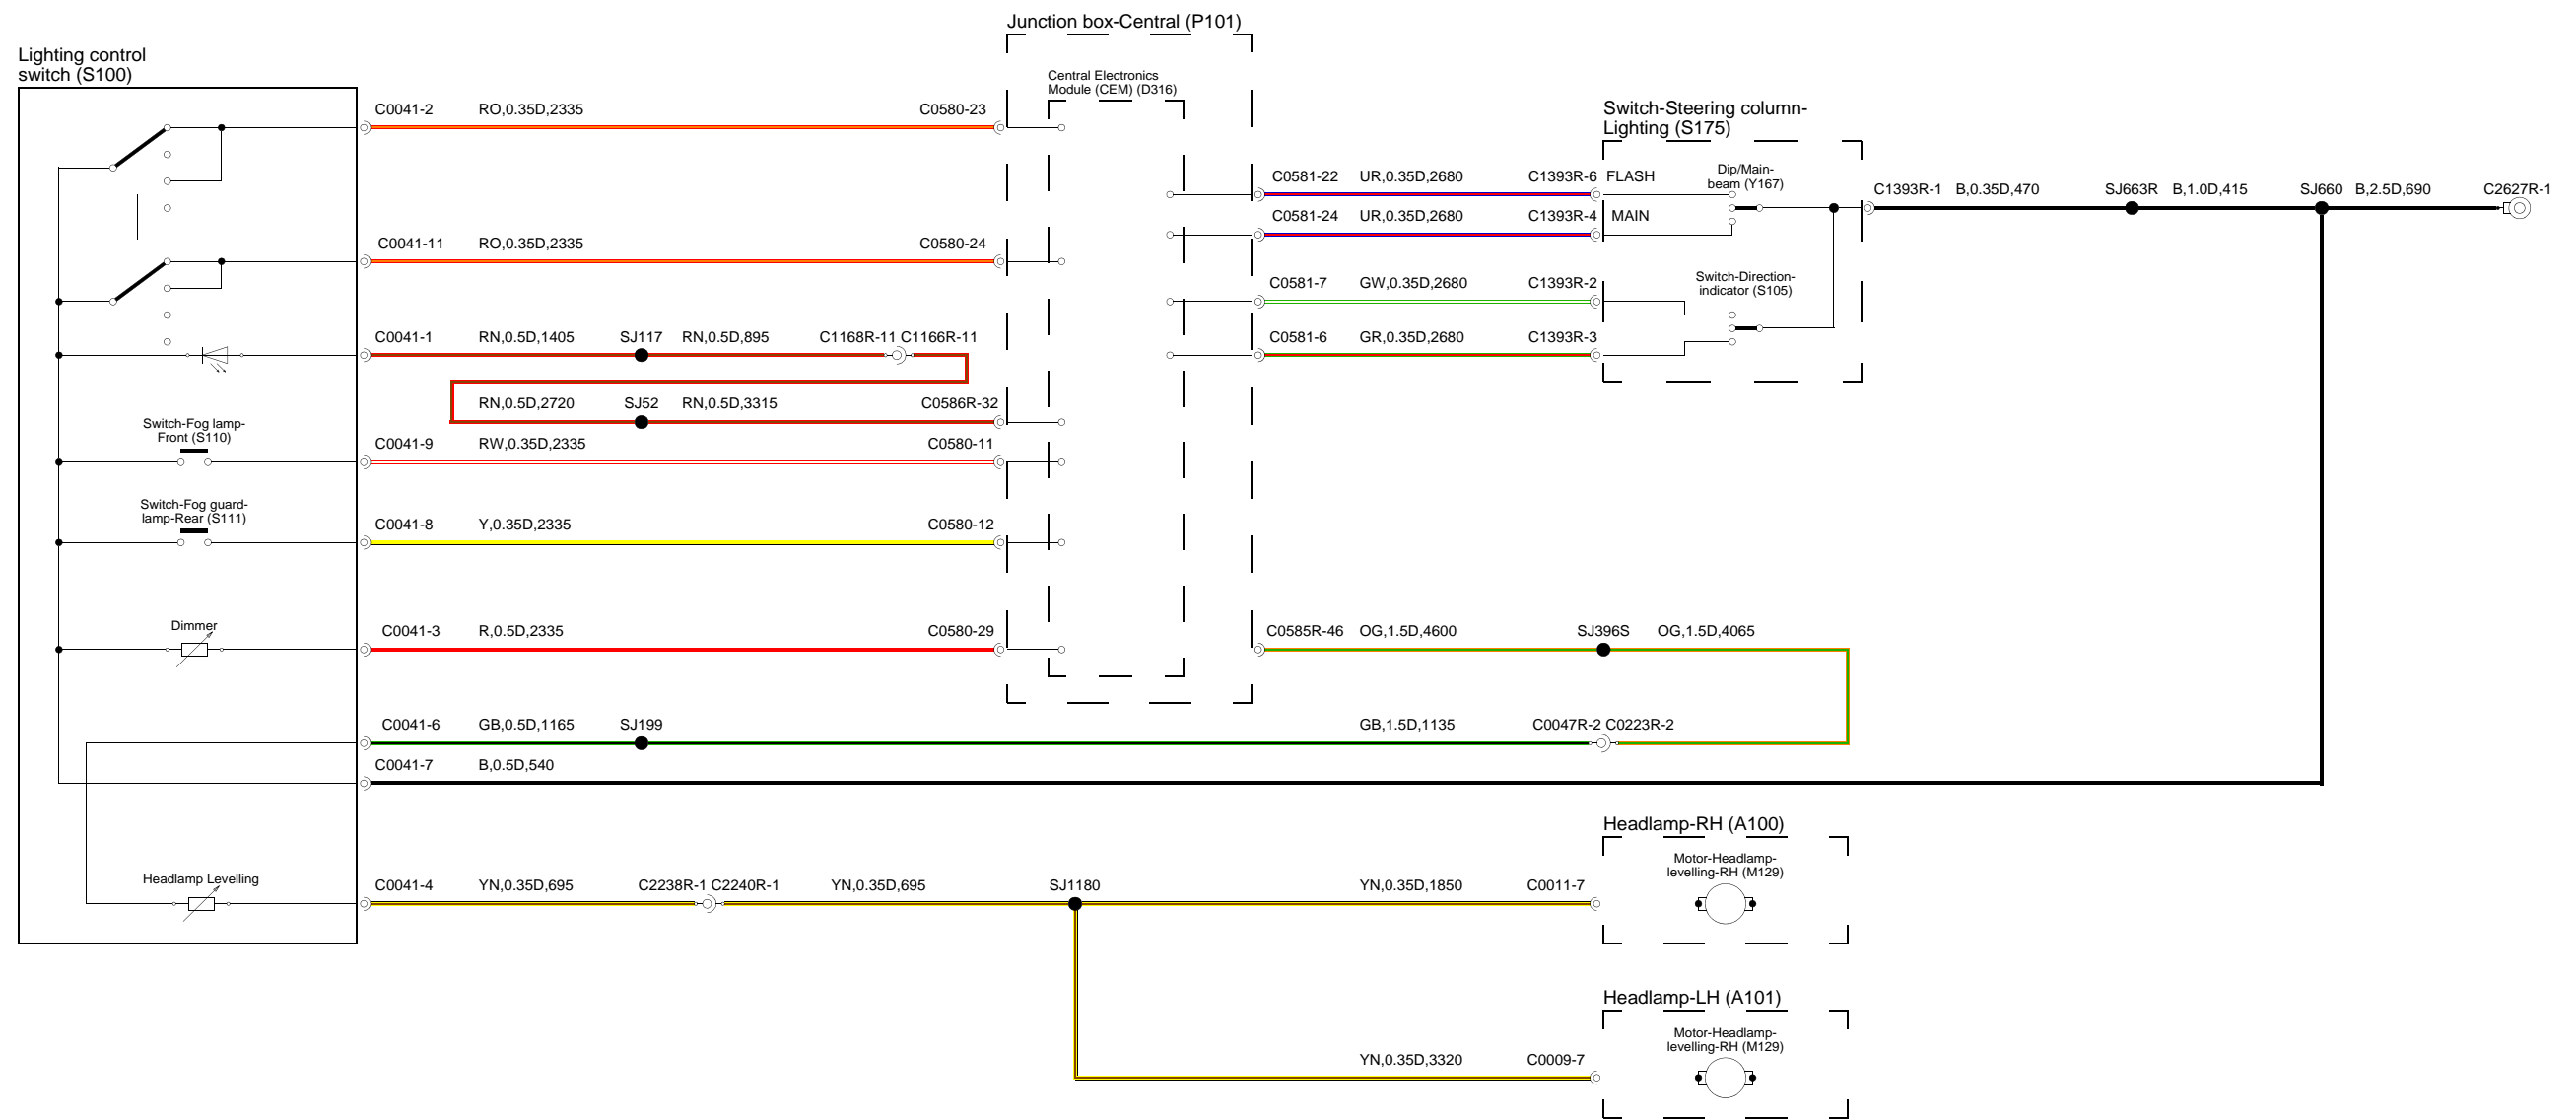 Junction box-Central (P101)
Lighting control
switch (S100)
Central Electronics
Module (CEM) (D316)
C0041-2 RO,0.35D,2335 C0580-23
Switch-Steering column-
Lighting (S175)
C0581-22 UR,0.35D,2680 C1393R-6 FLASH
Dip/Main-
beam (Y167)
C1393R-1 B,0.35D,470 SJ663R B,1.0D,415 SJ660 B,2.5D,690 C2627R-1
C0581-24 UR,0.35D,2680 C1393R-4 MAIN
C0041-11 RO,0.35D,2335 C0580-24
C0581-7 GW,0.35D,2680 C1393R-2
Switch-Direction-
indicator (S105)
C0041-1 RN,0.5D,1405 SJ117 RN,0.5D,895 C1168R-11 C1166R-11
C0581-6 GR,0.35D,2680 C1393R-3
RN,0.5D,2720 SJ52 RN,0.5D,3315 C0586R-32
Switch-Fog lamp-
Front (S110)
C0041-9 RW,0.35D,2335 C0580-11
Switch-Fog guard-
lamp-Rear (S111)
C0041-8 Y,0.35D,2335 C0580-12
Dimmer
C0041-3 R,0.5D,2335 C0580-29
C0585R-46 OG,1.5D,4600 SJ396S OG,1.5D,4065
C0041-6 GB,0.5D,1165 SJ199 GB,1.5D,1135 C0047R-2 C0223R-2
C0041-7 B,0.5D,540
Headlamp-RH (A100)
Motor-Headlamp-
levelling-RH (M129)
Headlamp Levelling
C0041-4 YN,0.35D,695 C2238R-1 C2240R-1 YN,0.35D,695 SJ1180 YN,0.35D,1850 C0011-7
Headlamp-LH (A101)
Motor-Headlamp-
levelling-RH (M129)
YN,0.35D,3320 C0009-7